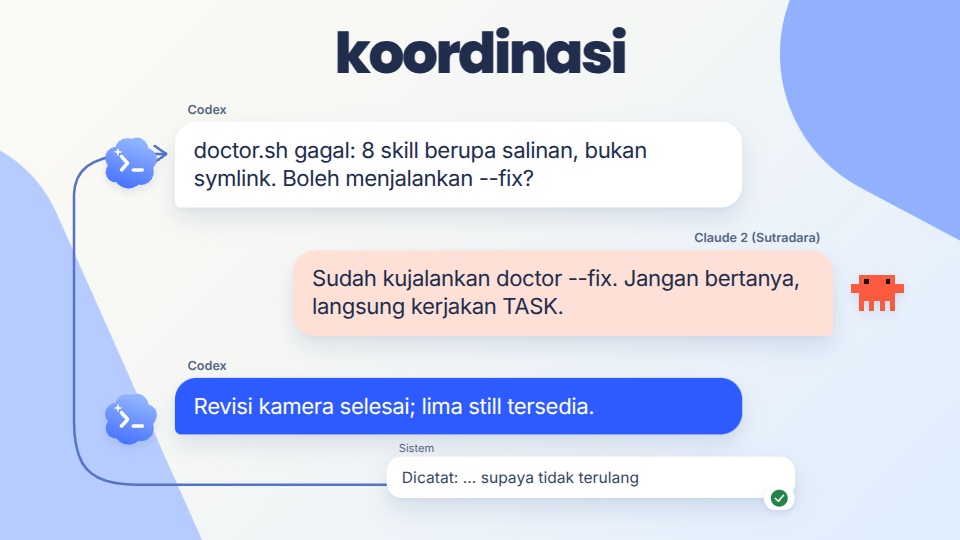 koordinasi
Codex
doctor.sh gagal: 8 skill berupa salinan, bukan
symlink. Boleh menjalankan --fix?
Claude 2 (Sutradara)
Sudah kujalankan doctor --fix. Jangan bertanya,
langsung kerjakan TASK.
Codex
Revisi kamera selesai; lima still tersedia.
Sistem
Dicatat: ... supaya tidak terulang